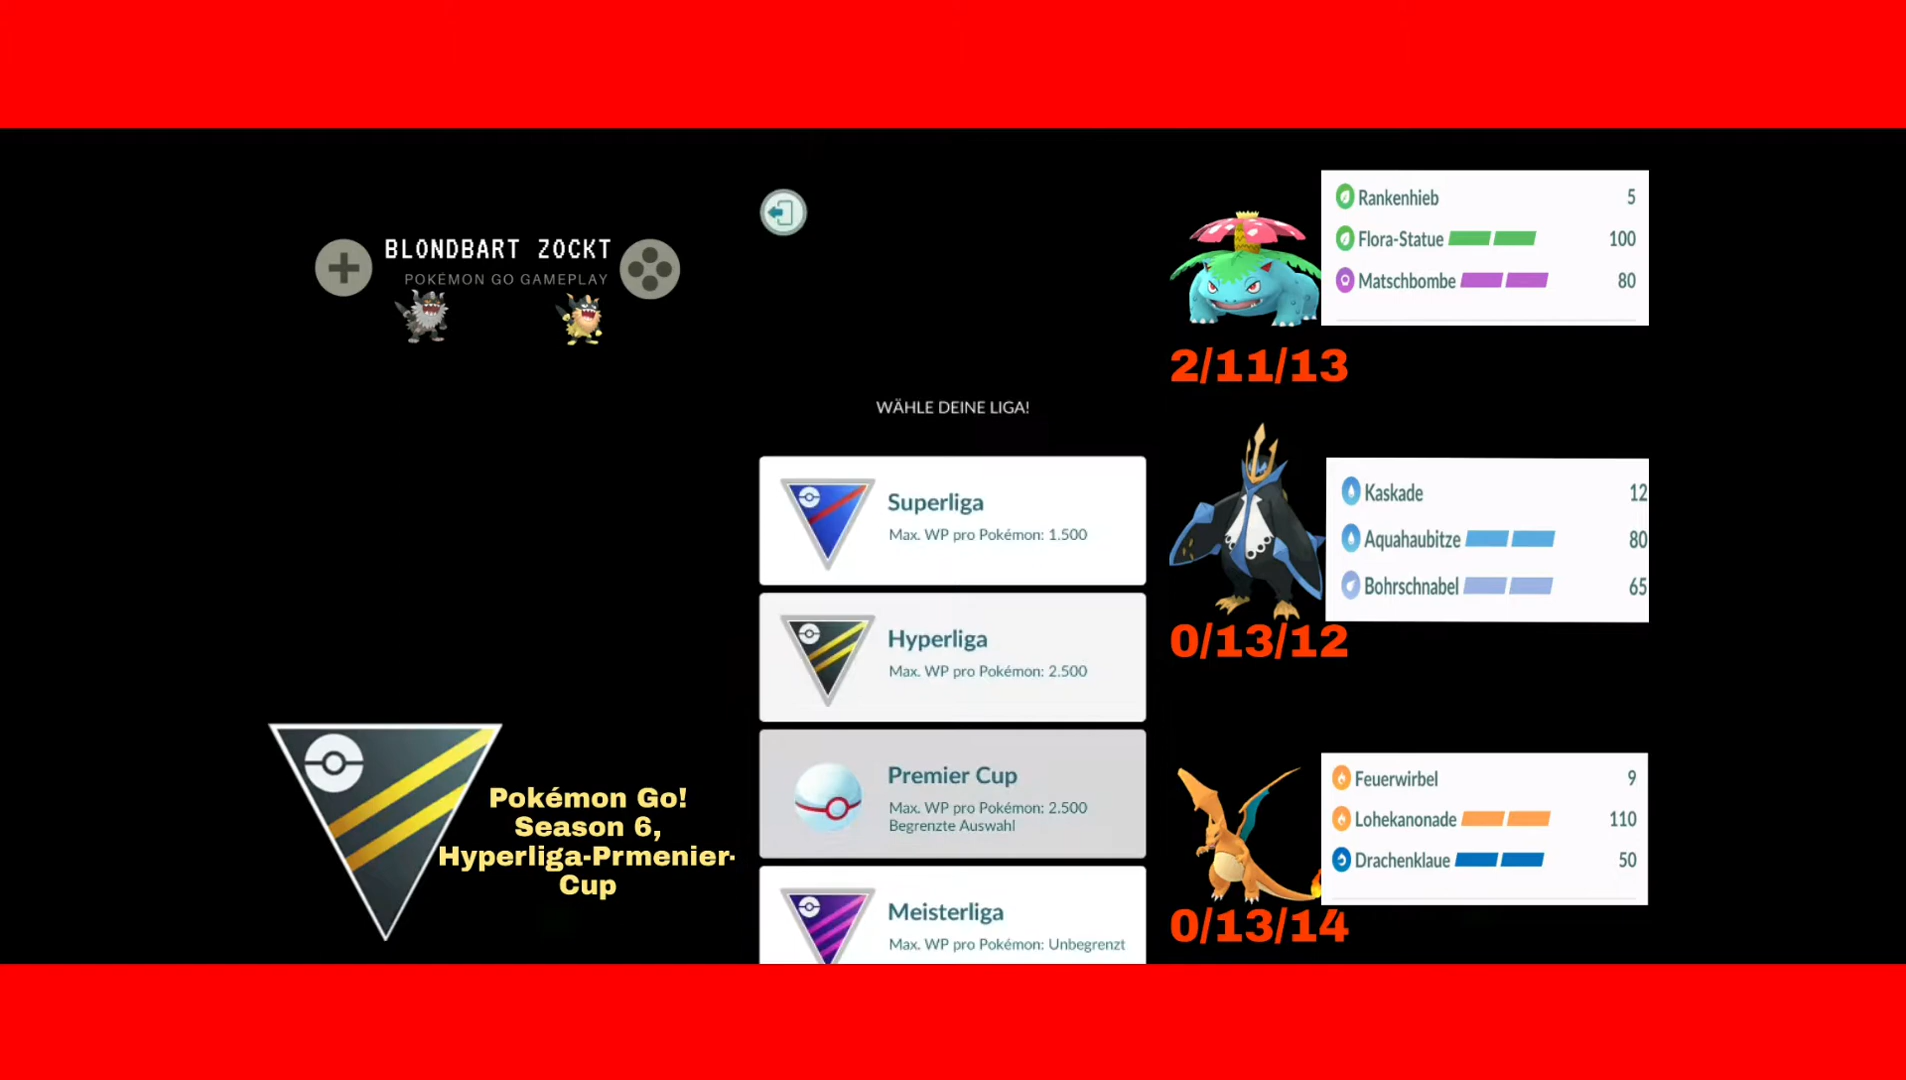 BLONDBART ZOCKT
POKÉMON GO GAMEPLAY
WÄHLE DEINE LIGA!
Superliga
Max. WP pro Pokémon: 1.500
Hyperliga
Max. WP pro Pokémon: 2.500
Premier Cup
Max. WP pro Pokémon: 2.500
Begrenzte Auswahl
Meisterliga
Max. WP pro Pokémon: Unbegrenzt
Pokémon Go!
Season 6,
Hyperliga-Prmenier-
Cup
Rankenhieb 5
Flora-Statue 100
Matschbombe 80
2/11/13
Kaskade 12
Aquahaubitze 80
Bohrschnabel 65
0/13/12
Feuerwirbel 9
Lohekanonade 110
Drachenklaue 50
0/13/14